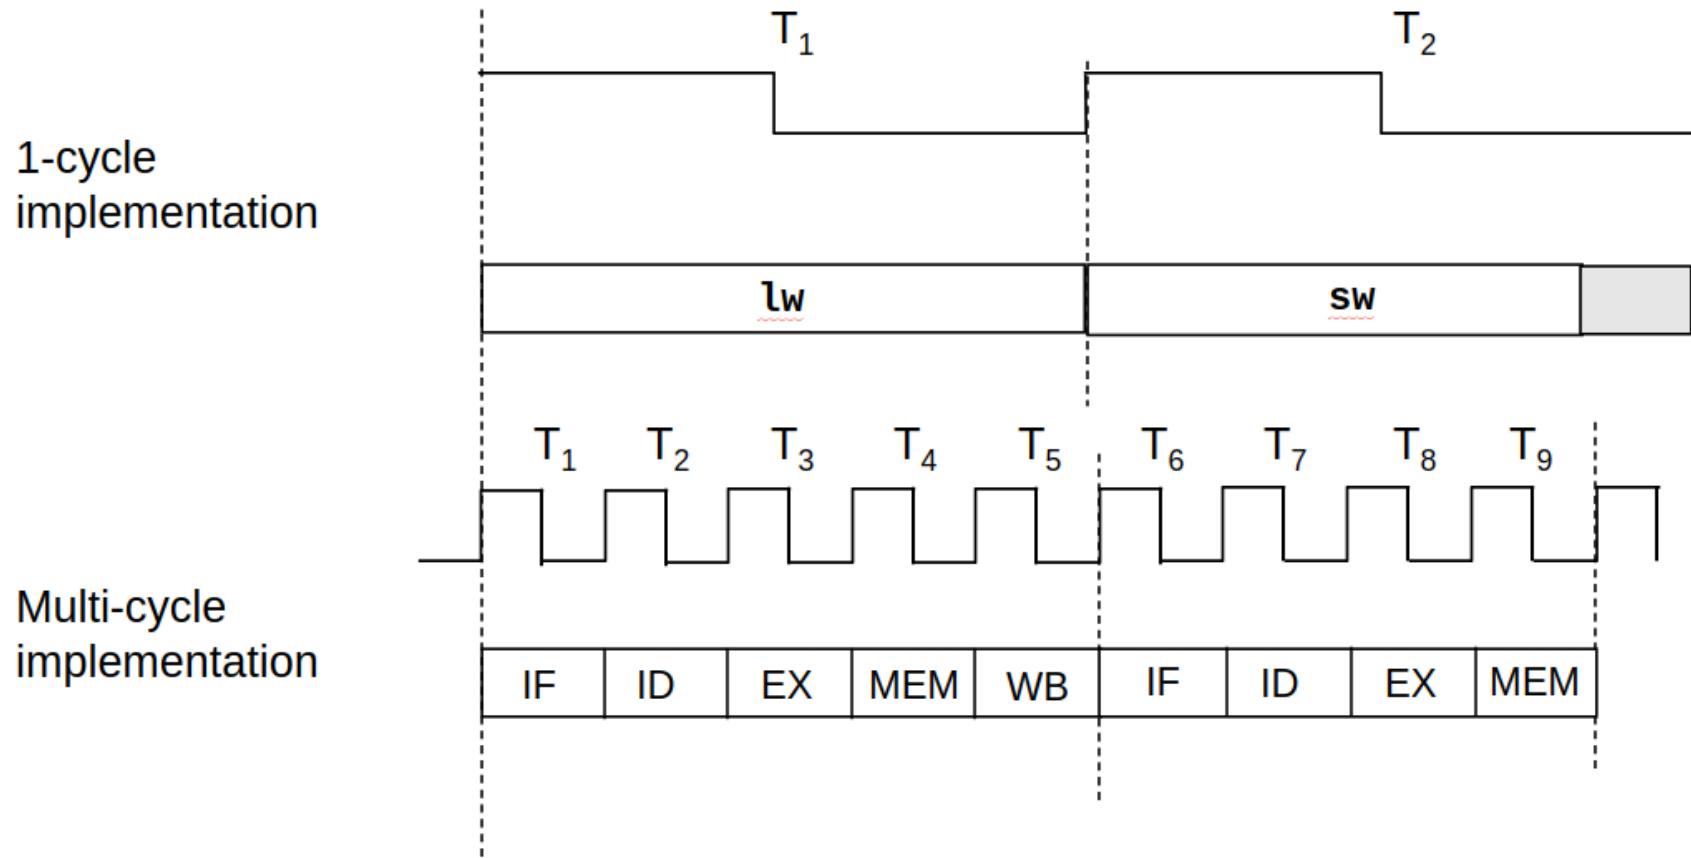 T1 T2
1-cycle
implementation
lw sw
T1 T2 T3 T4 T5 T6 T7 T8 T9
Multi-cycle
implementation
IF ID EX MEM WB IF ID EX MEM